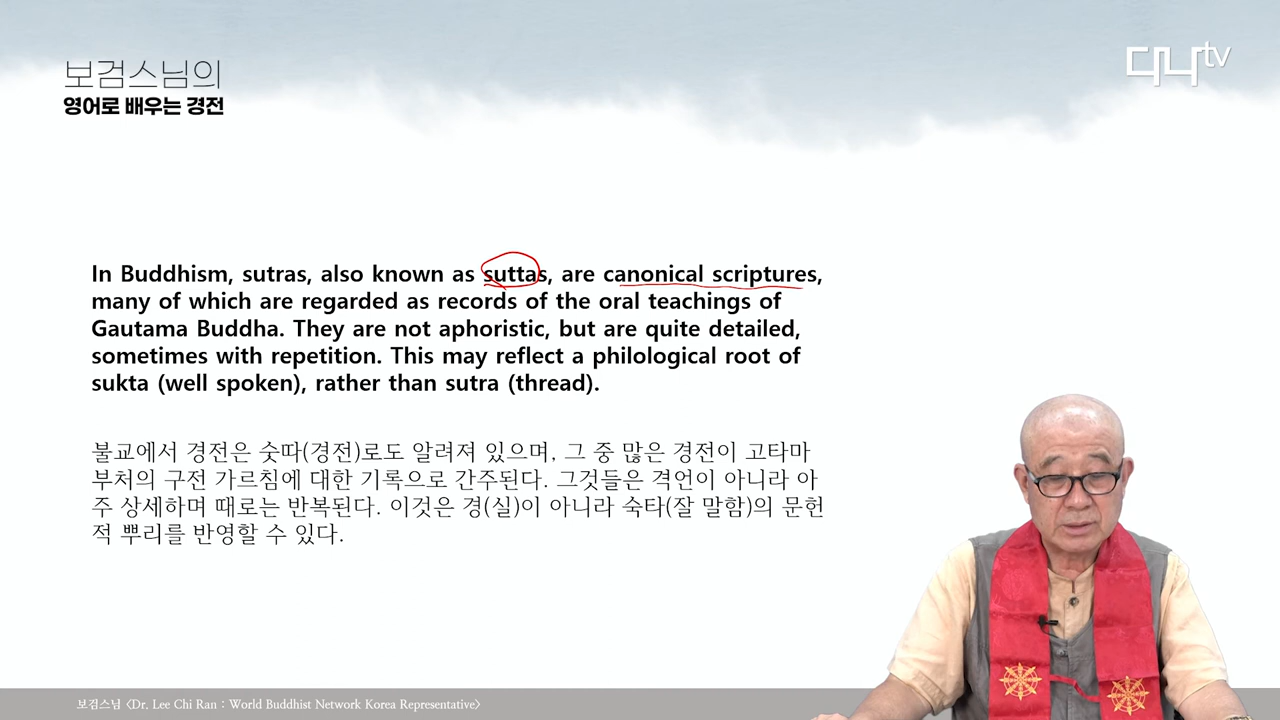 보검스님의
영어로 배우는 경전
다나tv
In Buddhism, sutras, also known as suttas, are canonical scriptures,
many of which are regarded as records of the oral teachings of
Gautama Buddha. They are not aphoristic, but are quite detailed,
sometimes with repetition. This may reflect a philological root of
sukta (well spoken), rather than sutra (thread).
불교에서 경전은 숫따(경전)로도 알려져 있으며, 그 중 많은 경전이 고타마
부처의 구전 가르침에 대한 기록으로 간주된다. 그것들은 격언이 아니라 아
주 상세하며 때로는 반복된다. 이것은 경(실)이 아니라 숙타(잘 말함)의 문헌
적 뿌리를 반영할 수 있다.
보검스님 <Dr. Lee Chi Ran : World Buddhist Network Korea Representative>